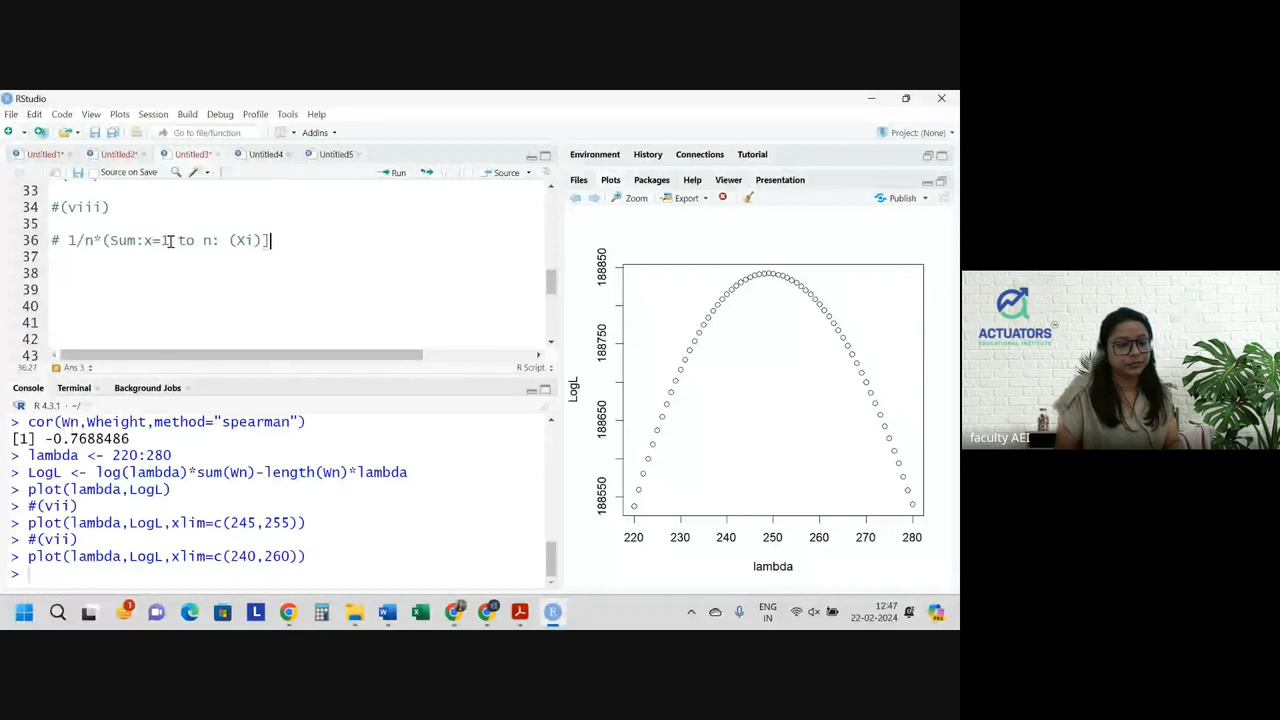 RStudio
File Edit Code View Plots Session Build Debug Profile Tools Help
Go to file/function Addins Project: (None)
Untitled1* Untitled2* Untitled3* Untitled4 Untitled5
Source on Save Run Source
33
34 #(viii)
35
36 # 1/n*(Sum:x=1 to n: (Xi)]
37
38
39
40
41
42
43
36:27 Ans 3 R Script
Console Terminal Background Jobs
R 4.3.1 · ~/
> cor(Wn,Wheight,method="spearman")
[1] -0.7688486
> lambda <- 220:280
> LogL <- log(lambda)*sum(Wn)-length(Wn)*lambda
> plot(lambda,LogL)
> #(vii)
> plot(lambda,LogL,xlim=c(245,255))
> #(vii)
> plot(lambda,LogL,xlim=c(240,260))
>
Environment History Connections Tutorial
Files Plots Packages Help Viewer Presentation
Zoom Export Publish
188850
188750
188650
188550
LogL
220 230 240 250 260 270 280
lambda
ENG
IN
12:47
22-02-2024
ACTUATORS
EDUCATIONAL INSTITUTE
faculty AEI